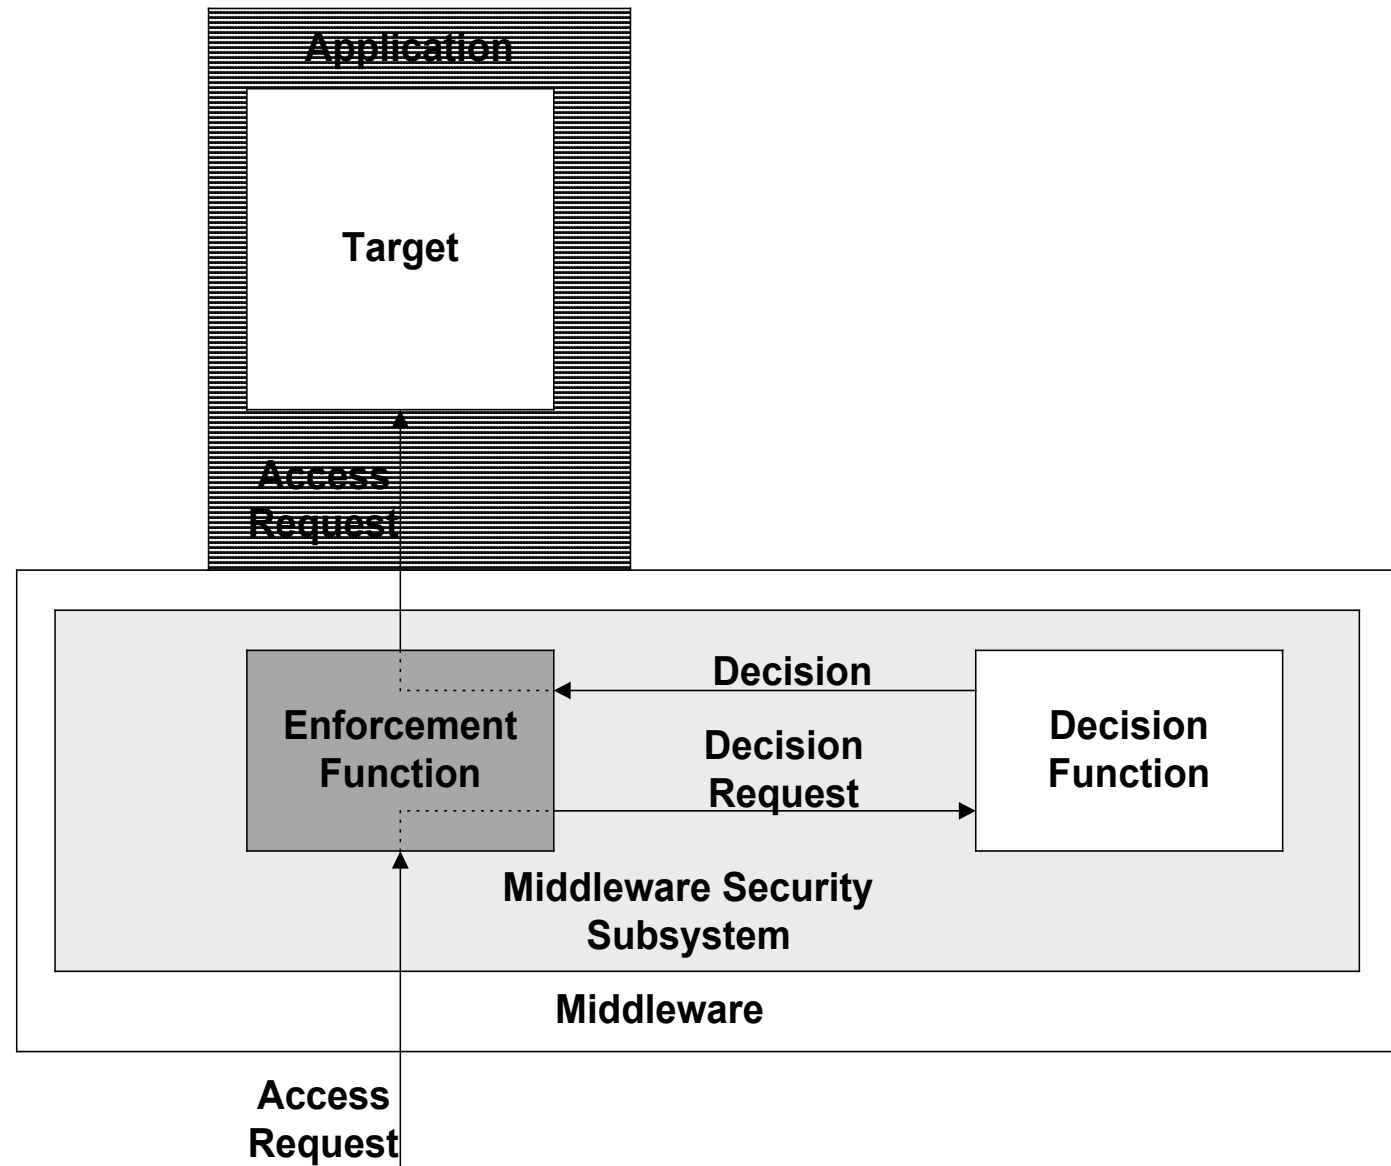 Application
Target
Access
Request
Decision
Enforcement
Function
Decision
Request
Decision
Function
Middleware Security
Subsystem
Middleware
Access
Request